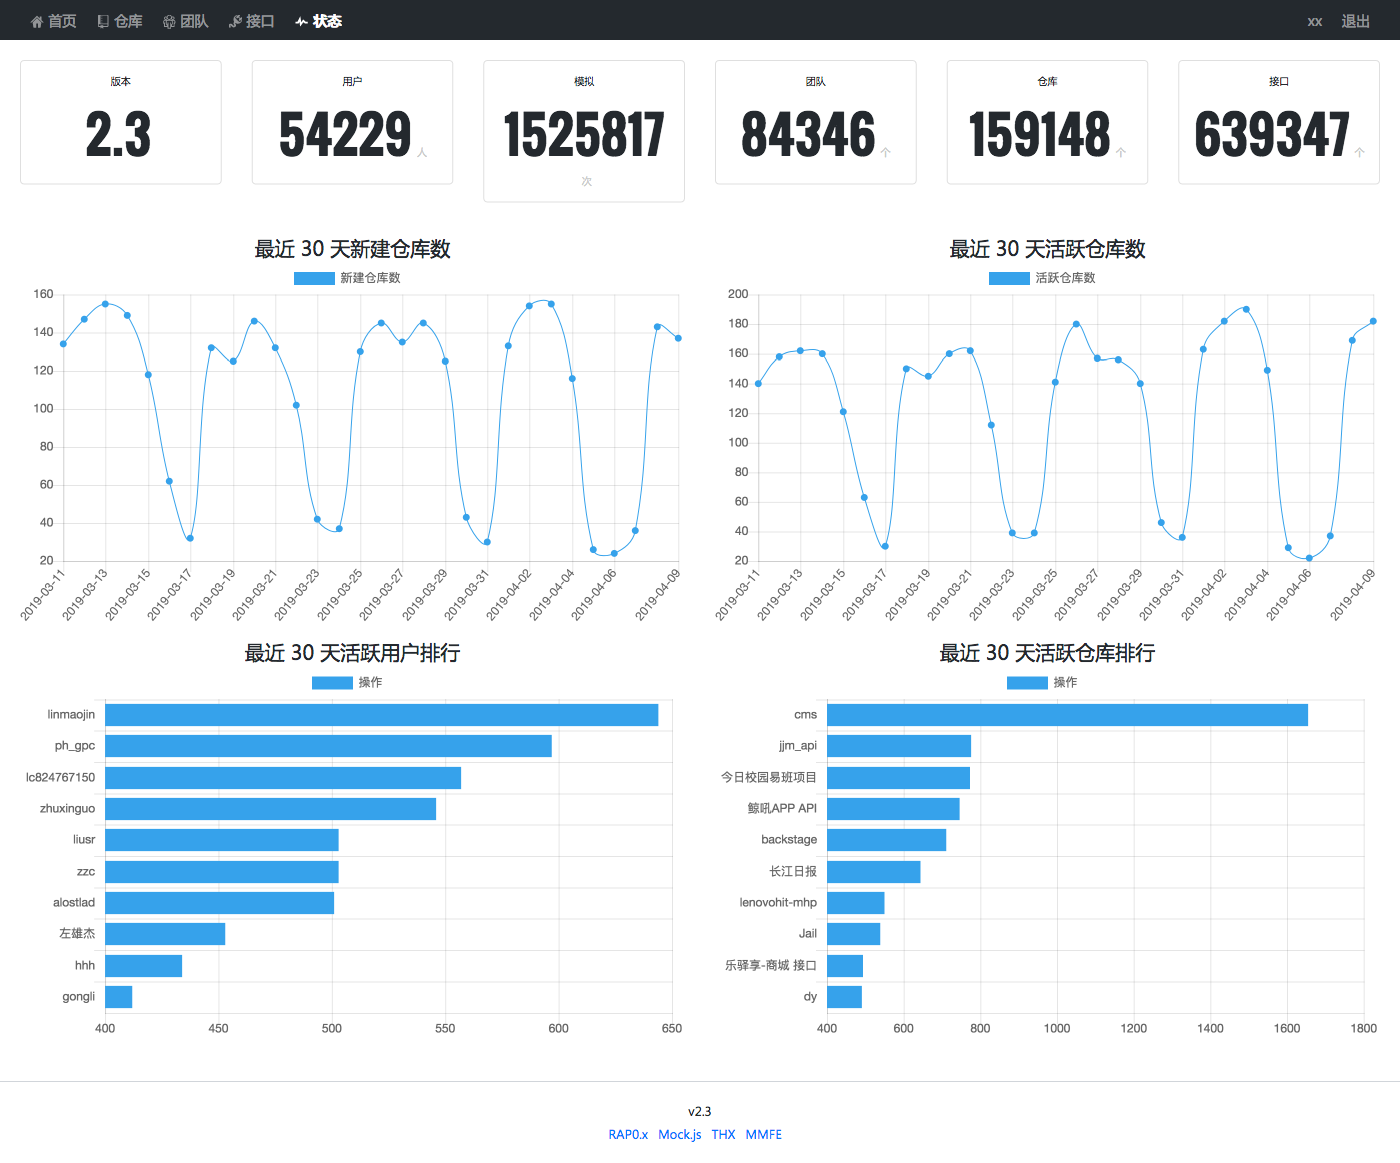 首页 仓库 团队 接口 状态 xx 退出
版本 用户 模拟 团队 仓库 接口
2.3 54229 人 1525817 84346 个 159148 个 639347 个
次
最近 30 天新建仓库数
新建仓库数
160
140
120
100
80
60
40
20
2019-03-11 2019-03-13 2019-03-15 2019-03-17 2019-03-19 2019-03-21 2019-03-23 2019-03-25 2019-03-27 2019-03-29 2019-03-31 2019-04-02 2019-04-04 2019-04-06 2019-04-09
最近 30 天活跃仓库数
活跃仓库数
200
180
160
140
120
100
80
60
40
20
2019-03-11 2019-03-13 2019-03-15 2019-03-17 2019-03-19 2019-03-21 2019-03-23 2019-03-25 2019-03-27 2019-03-29 2019-03-31 2019-04-02 2019-04-04 2019-04-06 2019-04-09
最近 30 天活跃用户排行
操作
linmaojin
ph_gpc
lc824767150
zhuxinguo
liusr
zzc
alostlad
左雄杰
hhh
gongli
400 450 500 550 600 650
最近 30 天活跃仓库排行
操作
cms
jjm_api
今日校园易班项目
鲸吼APP API
backstage
长江日报
lenovohit-mhp
Jail
乐驿享-商城 接口
dy
400 600 800 1000 1200 1400 1600 1800
v2.3
RAP0.x Mock.js THX MMFE